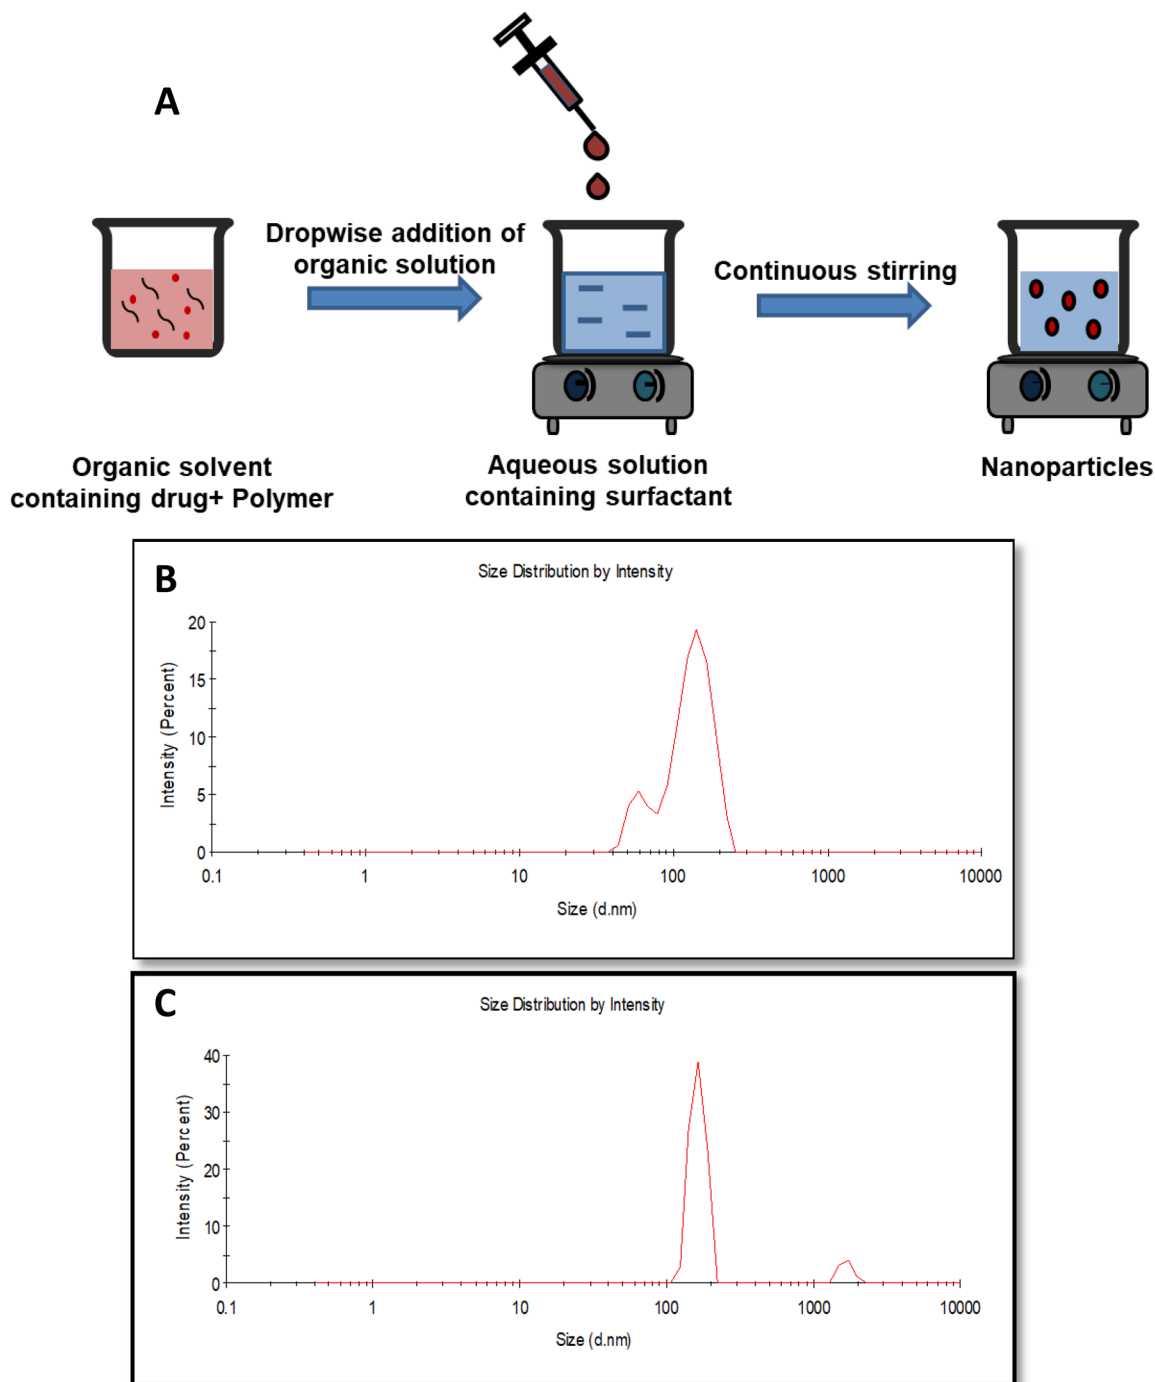 A
Dropwise addition of
organic solution
Continuous stirring
Organic solvent
containing drug+ Polymer
Aqueous solution
containing surfactant
Nanoparticles
B
Size Distribution by Intensity
Intensity (Percent)
20
15
10
5
0
0.1 1 10 100 1000 10000
Size (d.nm)
C
Size Distribution by Intensity
Intensity (Percent)
40
30
20
10
0
0.1 1 10 100 1000 10000
Size (d.nm)